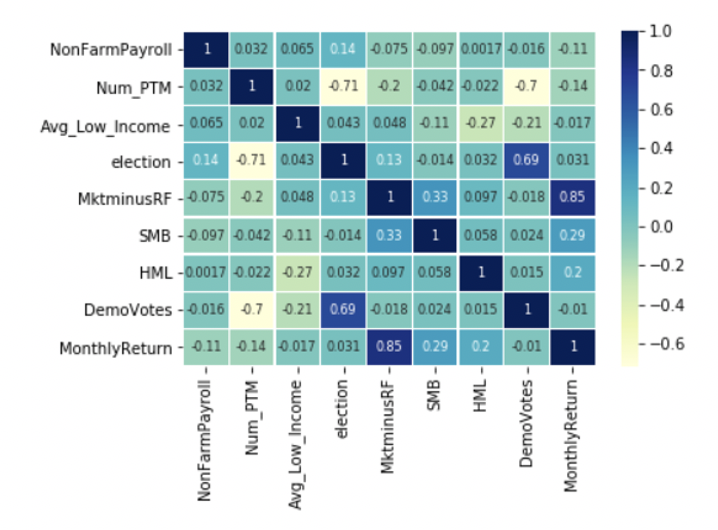 NonFarmPayroll 1 0.032 0.065 0.14 -0.075 -0.097 0.0017 -0.016 -0.11
Num_PTM 0.032 1 0.02 -0.71 -0.2 -0.042 -0.022 -0.7 -0.14
Avg_Low_Income 0.065 0.02 1 0.043 0.048 -0.11 -0.27 -0.21 -0.017
election 0.14 -0.71 0.043 1 0.13 -0.014 0.032 0.69 0.031
MktminusRF -0.075 -0.2 0.048 0.13 1 0.33 0.097 -0.018 0.85
SMB -0.097 -0.042 -0.11 -0.014 0.33 1 0.058 0.024 0.29
HML 0.0017 -0.022 -0.27 0.032 0.097 0.058 1 0.015 0.2
DemoVotes -0.016 -0.7 -0.21 0.69 -0.018 0.024 0.015 1 -0.01
MonthlyReturn -0.11 -0.14 -0.017 0.031 0.85 0.29 0.2 -0.01 1
NonFarmPayroll
Num_PTM
Avg_Low_Income
election
MktminusRF
SMB
HML
DemoVotes
MonthlyReturn
1.0
0.8
0.6
0.4
0.2
0.0
−0.2
−0.4
−0.6